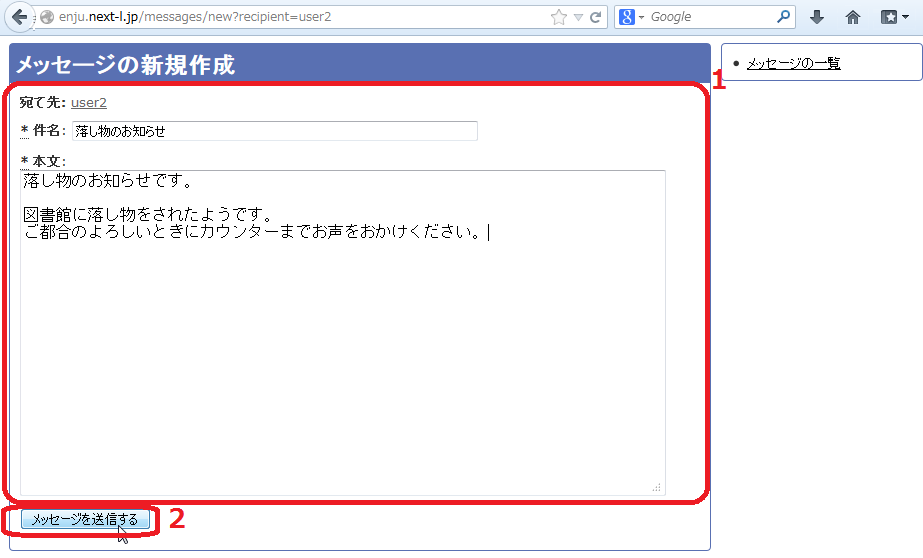 enju.next-l.jp/messages/new?recipient=user2
8 Google
メッセージの新規作成
メッセージの一覧
1
宛て先: user2
* 件名: 落し物のお知らせ
* 本文:
落し物のお知らせです。
図書館に落し物をされたようです。
ご都合のよろしいときにカウンターまでお声をおかけください。
メッセージを送信する
2